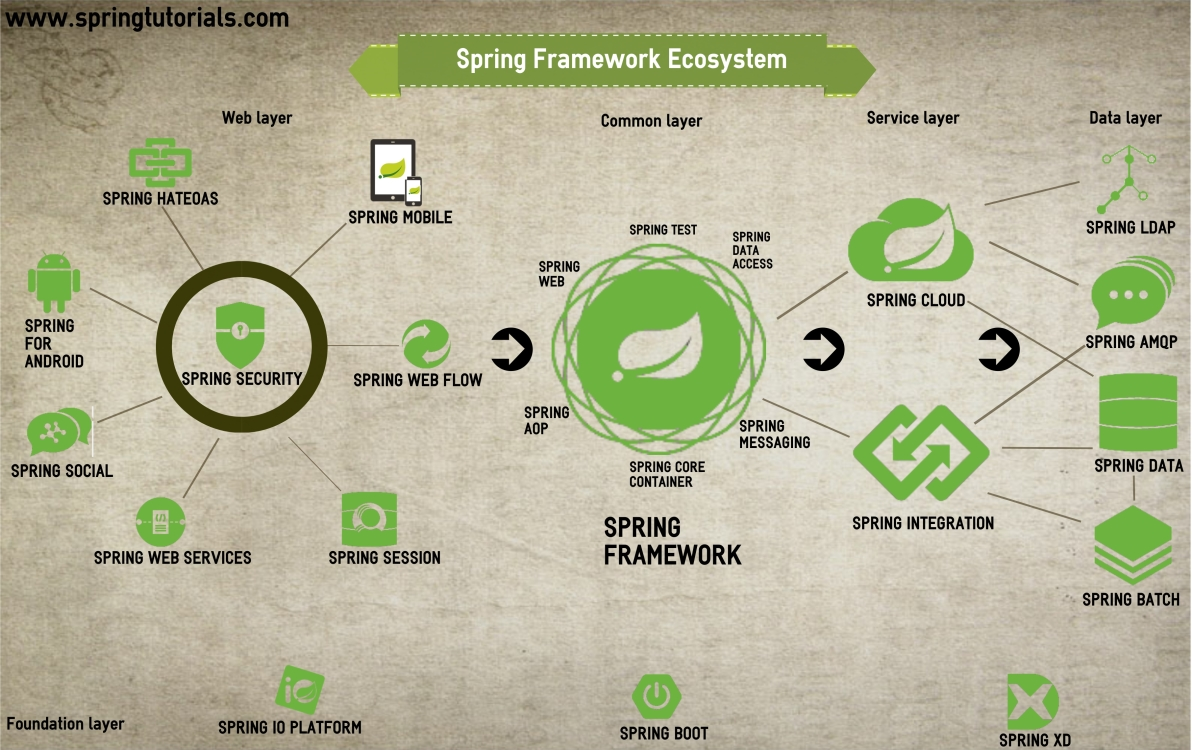 www.springtutorials.com
Spring Framework Ecosystem
Web layer
Common layer
Service layer
Data layer
SPRING HATEOAS
SPRING MOBILE
SPRING
FOR
ANDROID
SPRING SECURITY
SPRING WEB FLOW
SPRING SOCIAL
SPRING WEB SERVICES
SPRING SESSION
SPRING TEST
SPRING
DATA
ACCESS
SPRING
WEB
SPRING
AOP
SPRING
MESSAGING
SPRING CORE
CONTAINER
SPRING
FRAMEWORK
SPRING CLOUD
SPRING INTEGRATION
SPRING LDAP
SPRING AMQP
SPRING DATA
SPRING BATCH
Foundation layer
io
SPRING IO PLATFORM
SPRING BOOT
XD
SPRING XD